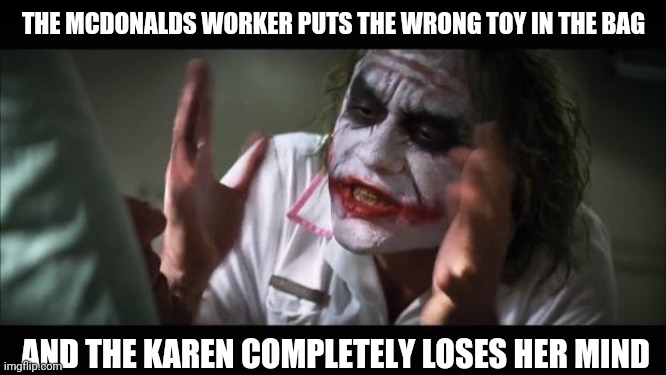 THE MCDONALDS WORKER PUTS THE WRONG TOY IN THE BAG
AND THE KAREN COMPLETELY LOSES HER MIND
imgflip.com